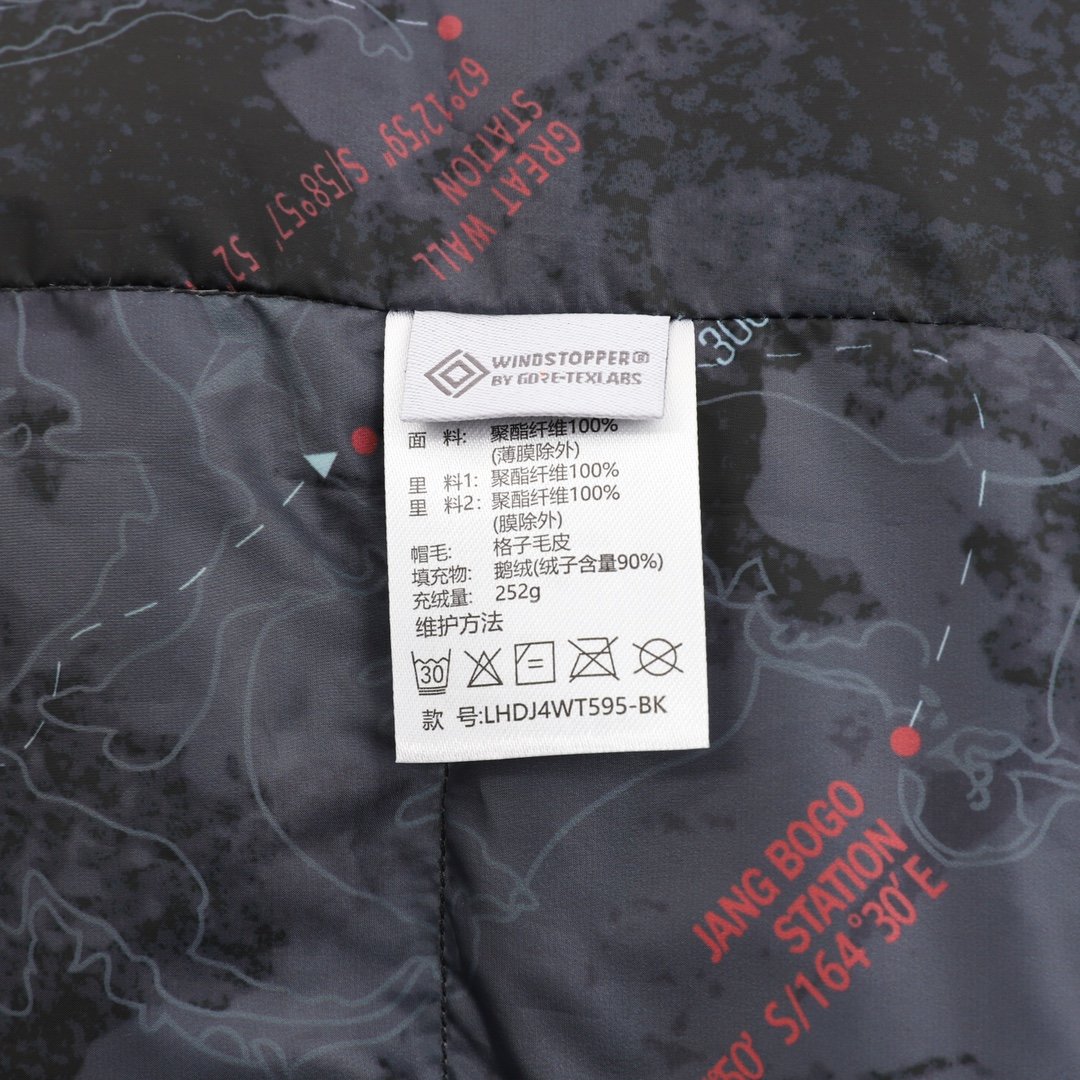 62°12'59" S/58°57' 52
GREAT WALL
STATION
300
WINDSTOPPER®
BY GORE-TEXLABS
面 料: 聚酯纤维100%
(薄膜除外)
里 料1: 聚酯纤维100%
里 料2: 聚酯纤维100%
(膜除外)
帽毛: 格子毛皮
填充物: 鹅绒(绒子含量90%)
充绒量: 252g
维护方法
30
款 号:LHDJ4WT595-BK
JANG BOGO
STATION
S/164°30'E